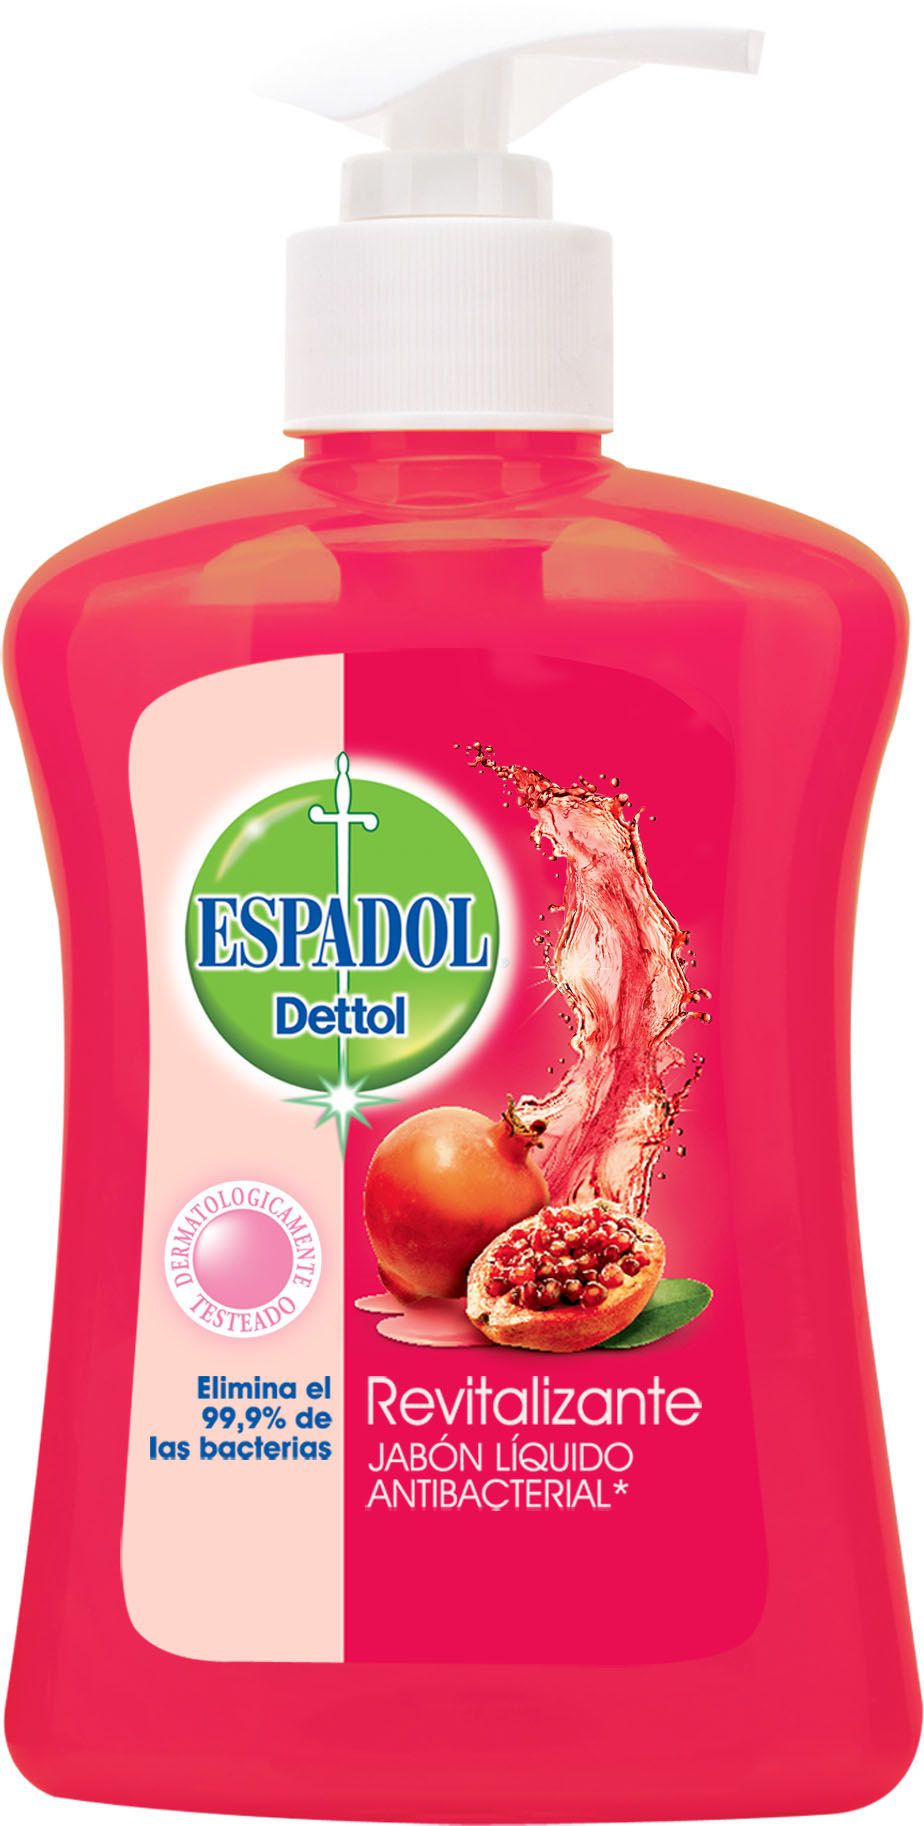 ESPADOL
Dettol
DERMATOLOGICAMENTE
TESTEADO
Elimina el
99,9% de
las bacterias
Revitalizante
JABÓN LÍQUIDO
ANTIBACTERIAL*